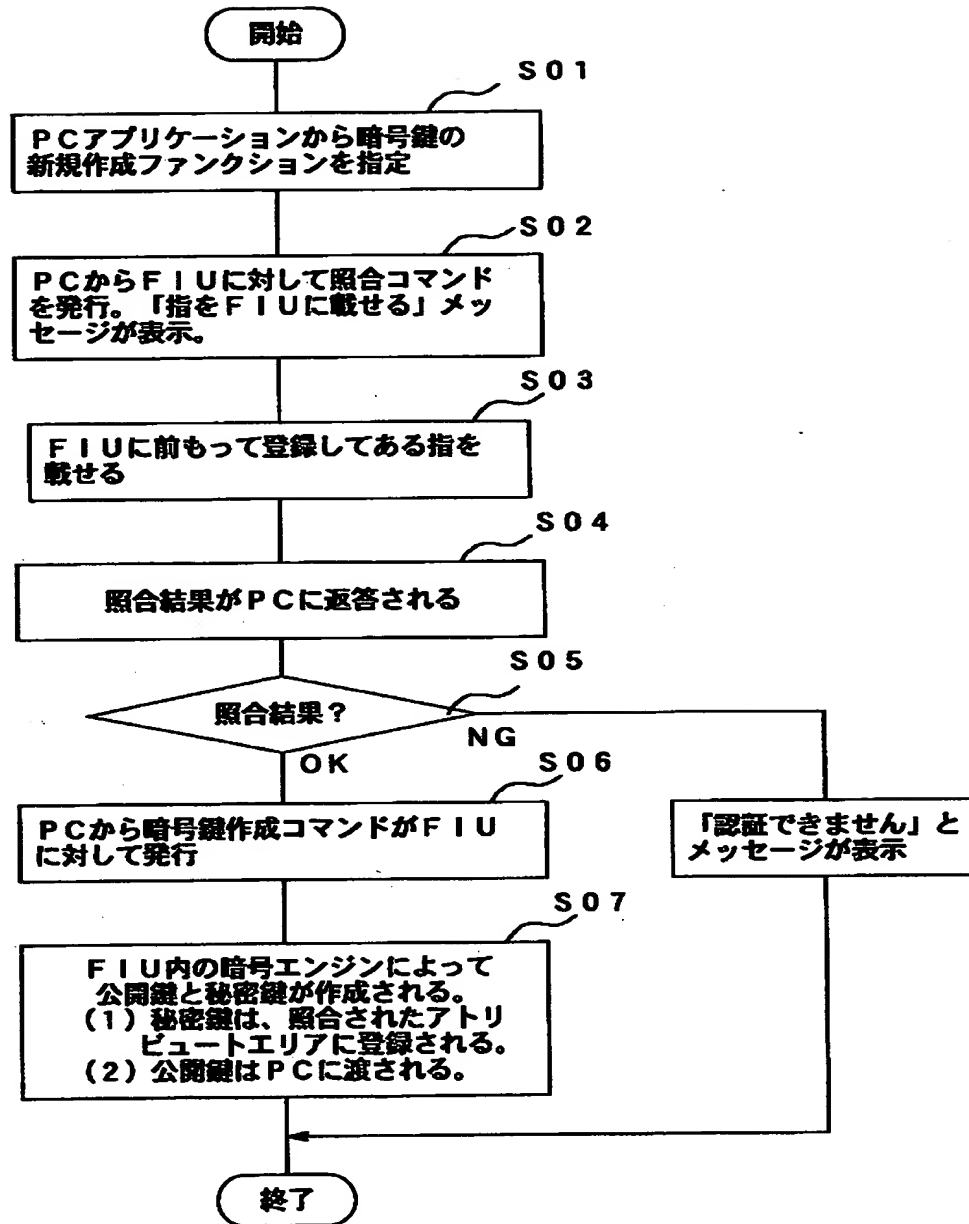 開始
S01
PCアプリケーションから暗号鍵の
新規作成ファンクションを指定
S02
PCからFIUに対して照合コマンド
を発行。「指をFIUに載せる」メッ
セージが表示。
S03
FIUに前もって登録してある指を
載せる
S04
照合結果がPCに返答される
S05
照合結果？
NG
OK
S06
PCから暗号鍵作成コマンドがFIU
に対して発行
「認証できません」と
メッセージが表示
S07
FIU内の暗号エンジンによって
公開鍵と秘密鍵が作成される。
(1)秘密鍵は、照合されたアトリ
ビュートエリアに登録される。
(2)公開鍵はPCに渡される。
終了